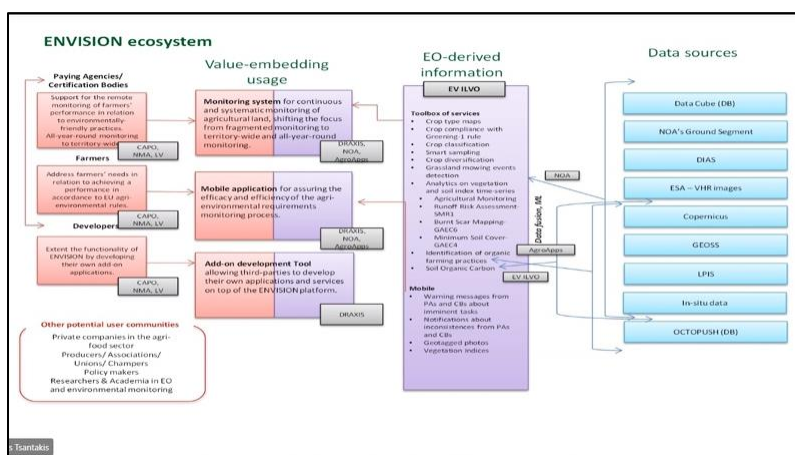 ENVISION ecosystem
Value-embedding
usage
EO-derived
information
Data sources
Paying Agencies/
Certification Bodies
Support for the remote
monitoring of farmers'
performance in relation
to environmentally-
friendly practices.
All-year-round monitoring
to territory-wide
CAPO,
NMA, LV
Farmers
Address farmers' needs in
relation to achieving a
performance in
accordance to EU agri-
environmental rules.
CAPO,
NMA, LV
Developers
Extent the functionality of
ENVISION by developing
their own add-on
applications.
CAPO,
NMA, LV
Other potential user communities
Private companies in the agri-
food sector
Producers/ Associations/
Unions/ Champers
Policy makers
Researchers & Academia in EO
and environmental monitoring
Monitoring system for continuous
and systematic monitoring of
agricultural land, shifting the focus
from fragmented monitoring to
territory-wide and all-year-round
monitoring.
DRAXIS,
NOA,
AgroApps
Mobile application for assuring the
efficacy and efficiency of the agri-
environmental requirements
monitoring process.
DRAXIS,
NOA,
AgroApps
Add-on development Tool
allowing third-parties to develop
their own applications and services
on top of the ENVISION platform.
DRAXIS
EV ILVO
Toolbox of services
• Crop type maps
• Crop compliance with
Greening-1 rule
• Crop classification
• Smart sampling
• Crop diversification
• Grassland mowing events
detection
• Analytics on vegetation
and soil index time-series
• Agricultural Monitoring
• Runoff Risk Assessment-
SMR1
• Burnt Scar Mapping-
GAEC6
• Minimum Soil Cover-
GAEC4
• Identification of organic
farming practices
• Soil Organic Carbon
Mobile
• Warning messages from
PAs and CBs about
imminent tasks
• Notifications about
inconsistences from PAs
and CBs
• Geotagged photos
• Vegetation indices
Data fusion, ML
NOA
AgroApps
EV ILVO
Data Cube (DB)
NOA's Ground Segment
DIAS
ESA – VHR images
Copernicus
GEOSS
LPIS
In-situ data
OCTOPUSH (DB)
s Tsantakis